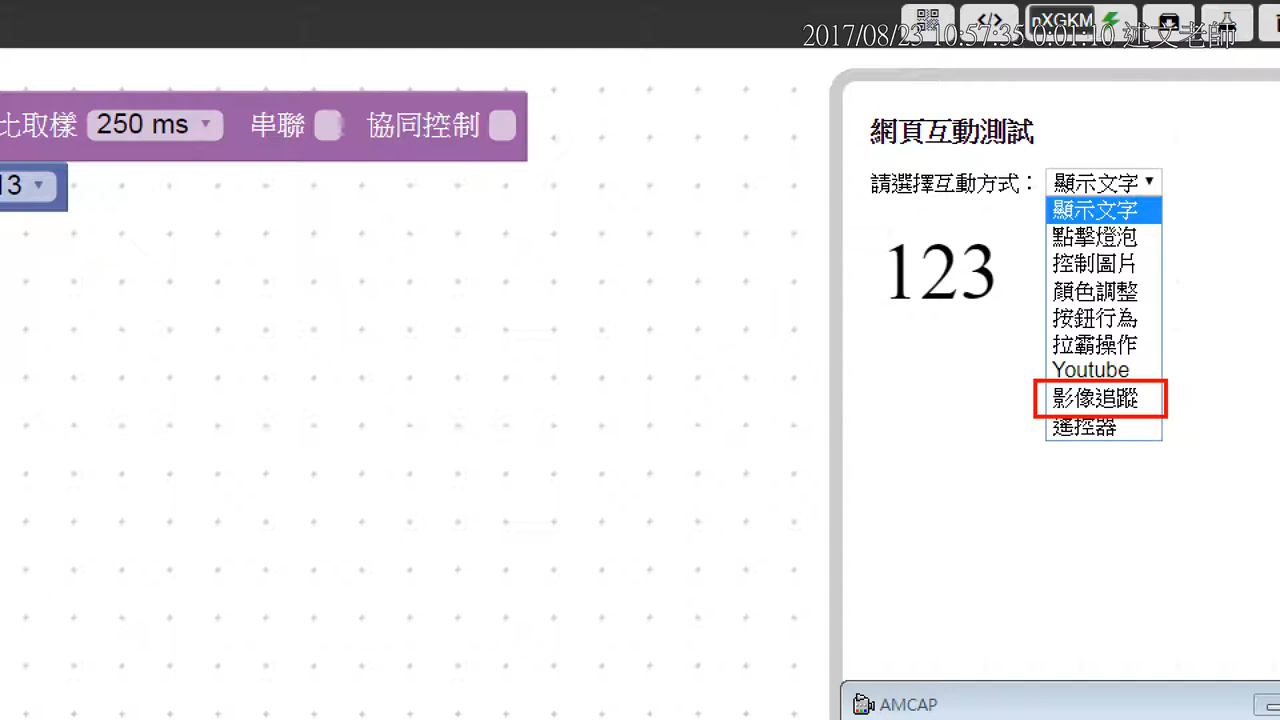 </>
nXGKM
2017/08/23 10:57:35 0:01:10 述文老師
比取樣 250 ms 串聯 協同控制
13
網頁互動測試
請選擇互動方式： 顯示文字
顯示文字
點擊燈泡
控制圖片
顏色調整
按鈕行為
拉霸操作
Youtube
影像追蹤
遙控器
123
AMCAP